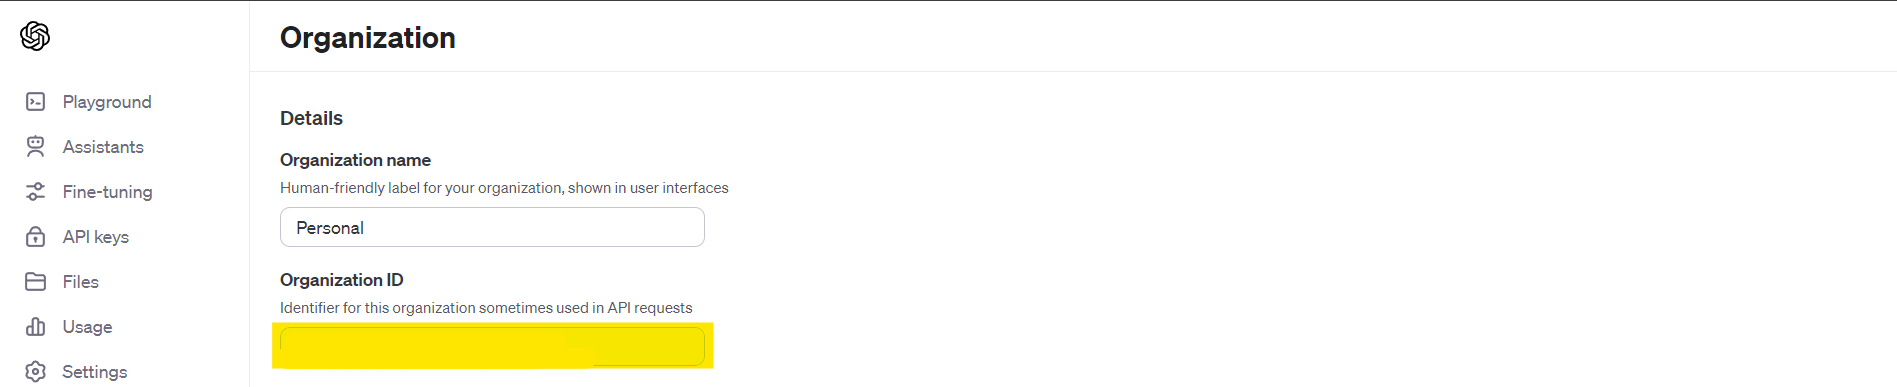 Organization
Playground
Assistants
Fine-tuning
API keys
Files
Usage
Settings
Details
Organization name
Human-friendly label for your organization, shown in user interfaces
Personal
Organization ID
Identifier for this organization sometimes used in API requests